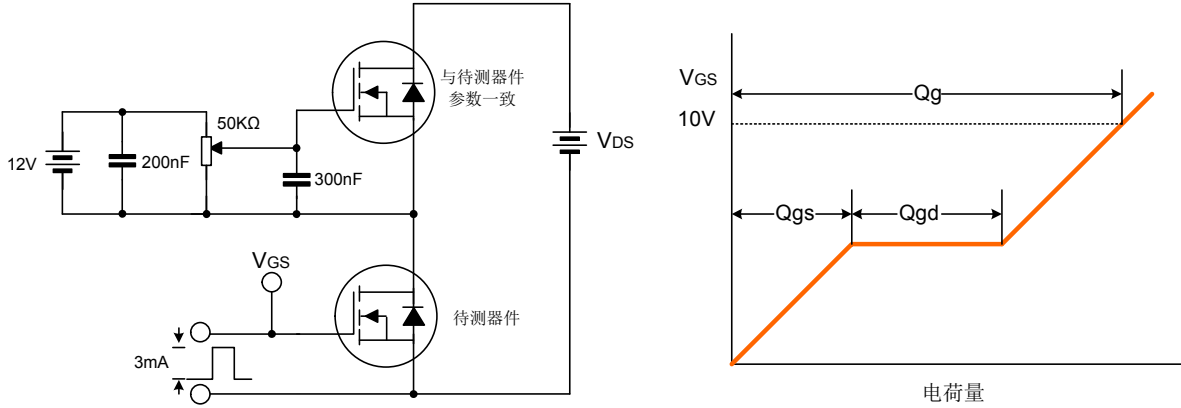 与待测器件
参数一致
50KΩ
12V
200nF
300nF
VDS
VGS
待测器件
3mA
VGS
10V
Qg
Qgs
Qgd
电荷量